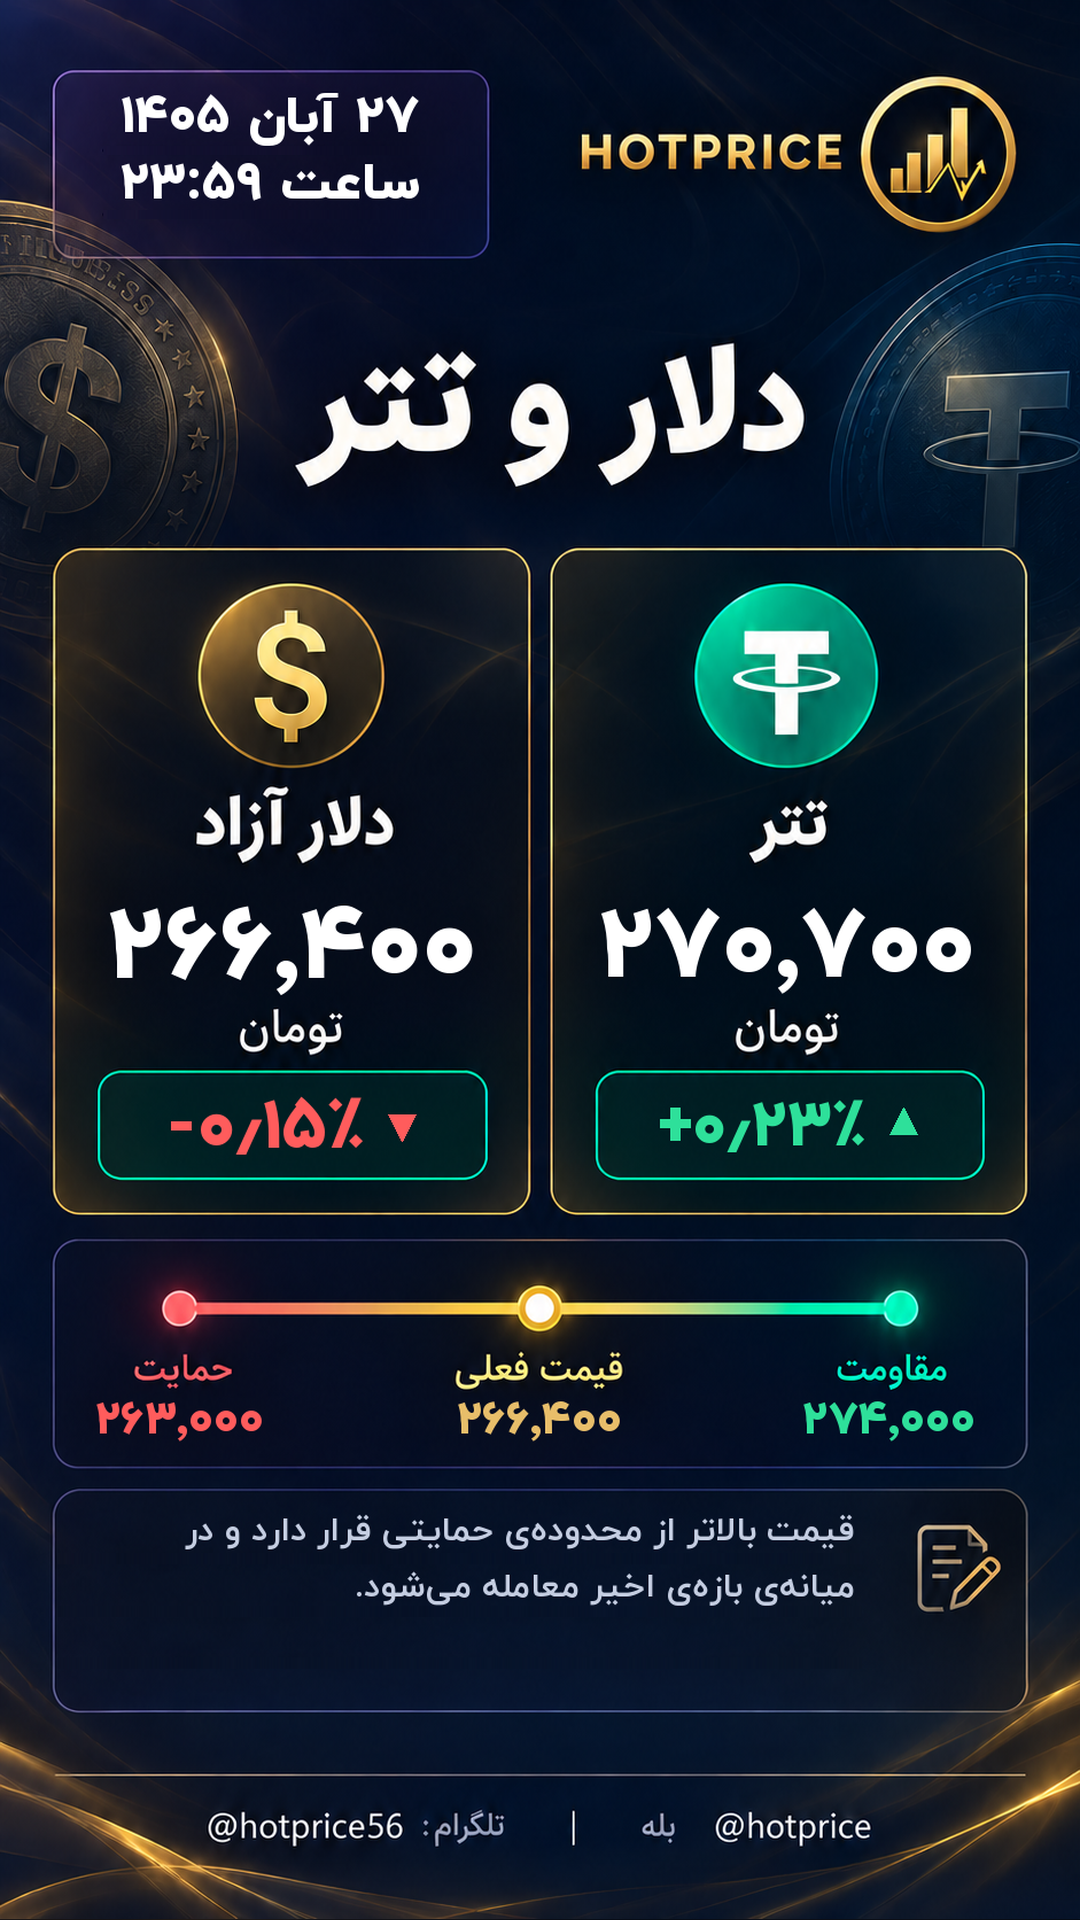 HOTPRICE
۲۷ آبان ۱۴۰۵
ساعت ۲۳:۵۹
دلار و تتر
تتر
۲۷۰,۷۰۰
تومان
+۰٫۲۳٪ ▲
دلار آزاد
۲۶۶,۴۰۰
تومان
-۰٫۱۵٪ ▼
مقاومت
۲۷۴,۰۰۰
قیمت فعلی
۲۶۶,۴۰۰
حمایت
۲۶۳,۰۰۰
قیمت بالاتر از محدوده‌ی حمایتی قرار دارد و در
میانه‌ی بازه‌ی اخیر معامله می‌شود.
@hotprice بله | تلگرام: @hotprice56